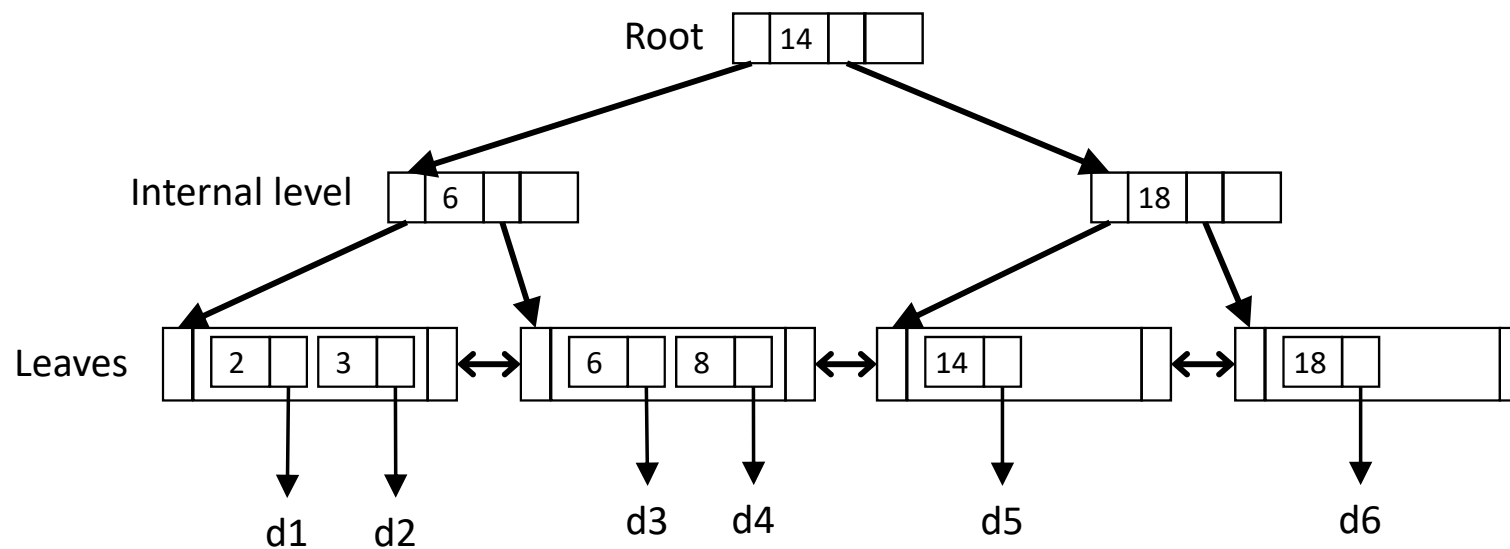 Root 14
Internal level 6 18
Leaves 2 3 6 8 14 18
d1 d2 d3 d4 d5 d6